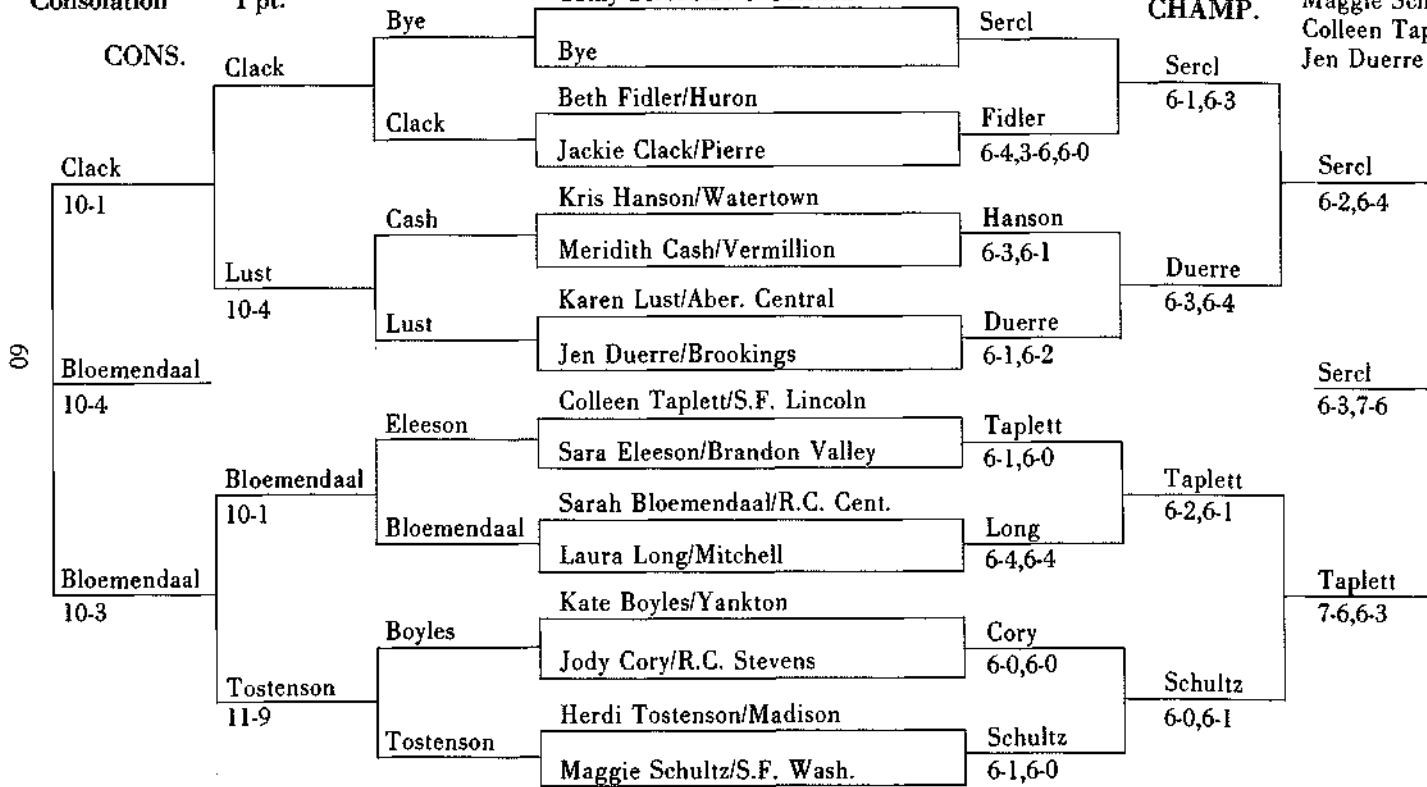 Consolation 1 pt.
CONS.
CHAMP.
Maggie
Colleen
Jen Duerre
Bye
Clack
Clack
Clack
10-1
Cash
Lust
10-4
Lust
Bloemendaal
10-4
Eleeson
Bloemendaal
10-1
Bloemendaal
Bloemendaal
10-3
Boyles
Tostenson
11-9
Tostenson
60
Bye
Beth Fidler/Huron
Jackie Clack/Pierre
Kris Hanson/Watertown
Meridith Cash/Vermillion
Karen Lust/Aber. Central
Jen Duerre/Brookings
Colleen Taplett/S.F. Lincoln
Sara Eleeson/Brandon Valley
Sarah Bloemendaal/R.C. Cent.
Laura Long/Mitchell
Kate Boyles/Yankton
Jody Cory/R.C. Stevens
Herdi Tostenson/Madison
Maggie Schultz/S.F. Wash.
Sercl
Fidler
6-4,3-6,6-0
Hanson
6-3,6-1
Duerre
6-1,6-2
Taplett
6-1,6-0
Long
6-4,6-4
Cory
6-0,6-0
Schultz
6-1,6-0
Sercl
6-1,6-3
Duerre
6-3,6-4
Taplett
6-2,6-1
Schultz
6-0,6-1
Sercl
6-2,6-4
Sercl
6-3,7-6
Taplett
7-6,6-3